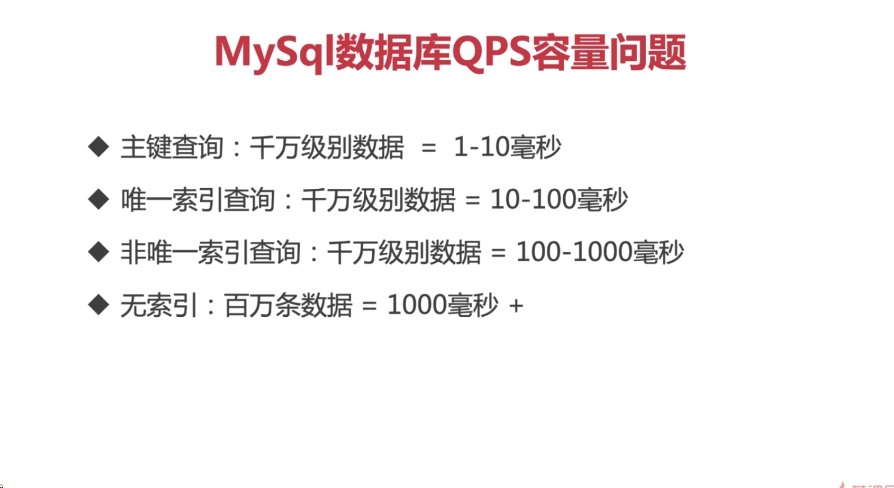 MySql数据库QPS容量问题
◆ 主键查询：千万级别数据 = 1-10毫秒
◆ 唯一索引查询：千万级别数据 = 10-100毫秒
◆ 非唯一索引查询：千万级别数据 = 100-1000毫秒
◆ 无索引：百万条数据 = 1000毫秒 +